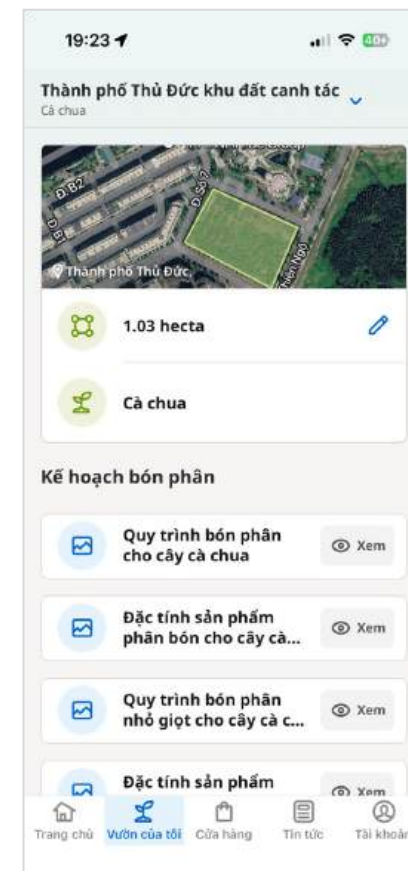 19:23
40+
Thành phố Thủ Đức khu đất canh tác
Cà chua
Đ. B2
Đ. Số 7
Đ. B1
Thiên Ngô
Thành phố Thủ Đức
1.03 hecta
Cà chua
Kế hoạch bón phân
Quy trình bón phân
cho cây cà chua
Xem
Đặc tính sản phẩm
phân bón cho cây cà...
Xem
Quy trình bón phân
nhỏ giọt cho cây cà c...
Xem
Đặc tính sản phẩm
Xem
Trang chủ
Vườn của tôi
Cửa hàng
Tin tức
Tài khoản